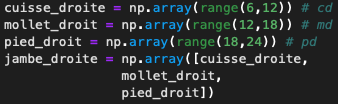 cuisse_droite = np.array(range(6,12)) # cd
mollet_droit = np.array(range(12,18)) # md
pied_droit = np.array(range(18,24)) # pd
jambe_droite = np.array([cuisse_droite,
mollet_droit,
pied_droit])